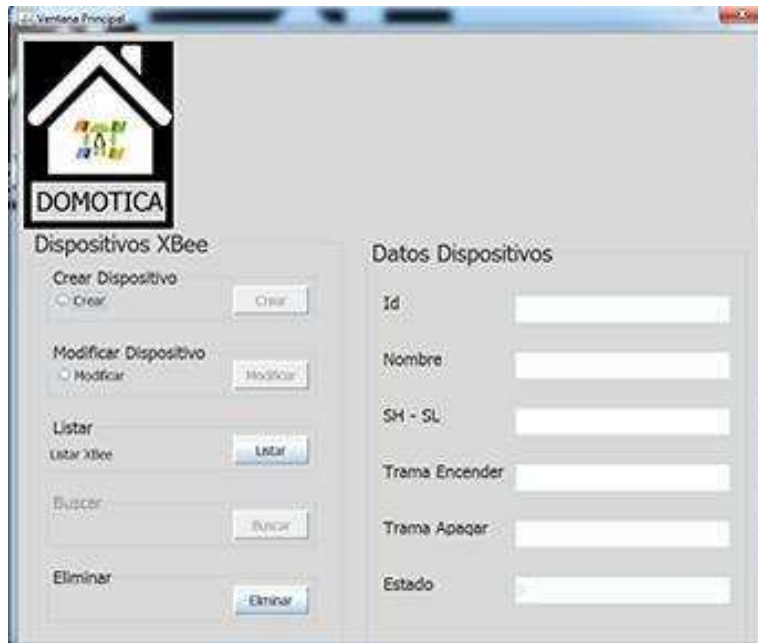 Ventana Principal
DOMOTICA
Dispositivos XBee
Crear Dispositivo
Crear
Crear
Modificar Dispositivo
Modificar
Modificar
Listar
Listar XBee
Listar
Buscar
Buscar
Eliminar
Eliminar
Datos Dispositivos
Id
Nombre
SH - SL
Trama Encender
Trama Apagar
Estado